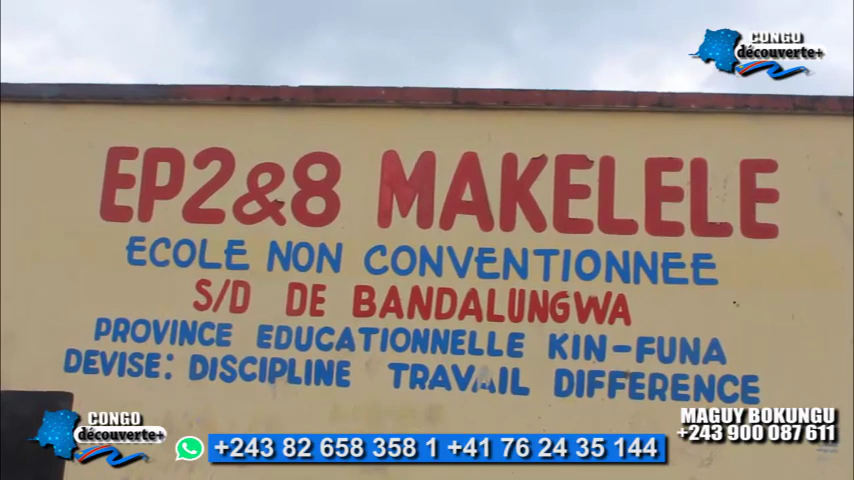 CONGO
découverte+
EP2&8 MAKELELE
ECOLE NON CONVENTIONNEE
S/D DE BANDALUNGWA
PROVINCE EDUCATIONNELLE KIN-FUNA
DEVISE: DISCIPLINE TRAVAIL DIFFERENCE
MAGUY BOKUNGU
+243 900 087 611
CONGO
découverte+
+243 82 658 358 1 +41 76 24 35 144